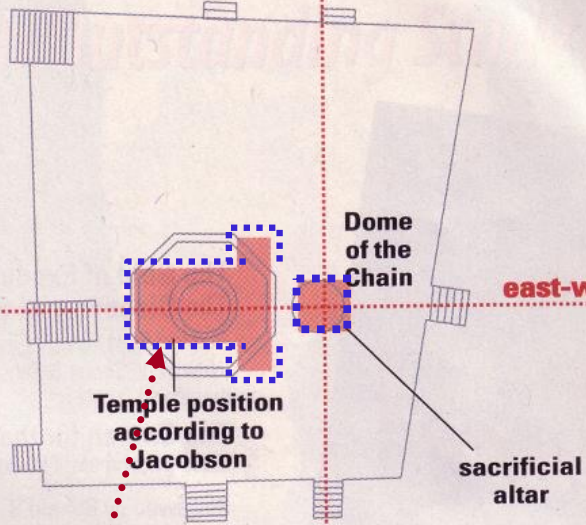 Dome
of the
Chain
east-w
Temple position
according to
Jacobson
sacrificial
altar